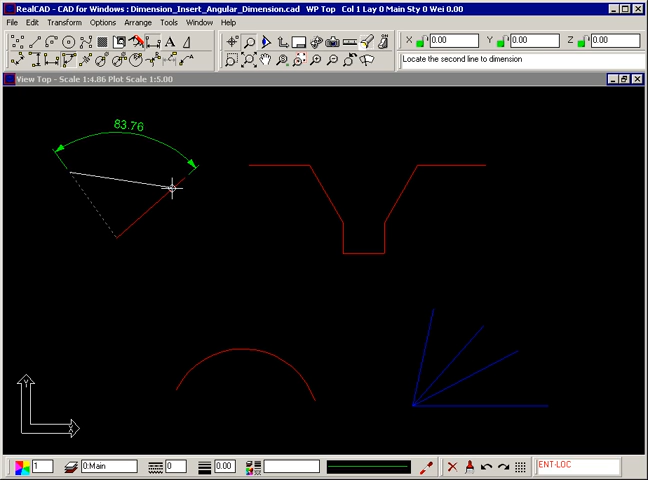 RealCAD - CAD for Windows : Dimension_Insert_Angular_Dimension.cad WP Top Col 1 Lay 0 Main Sty 0 Wei 0.00
File Edit Transform Options Arrange Tools Window Help
X 0.00 Y 0.00 Z 0.00
Locate the second line to dimension
View Top - Scale 1:4.86 Plot Scale 1:5.00
83.76
Y
X
1 0:Main 0 0.00 ENT-LOC